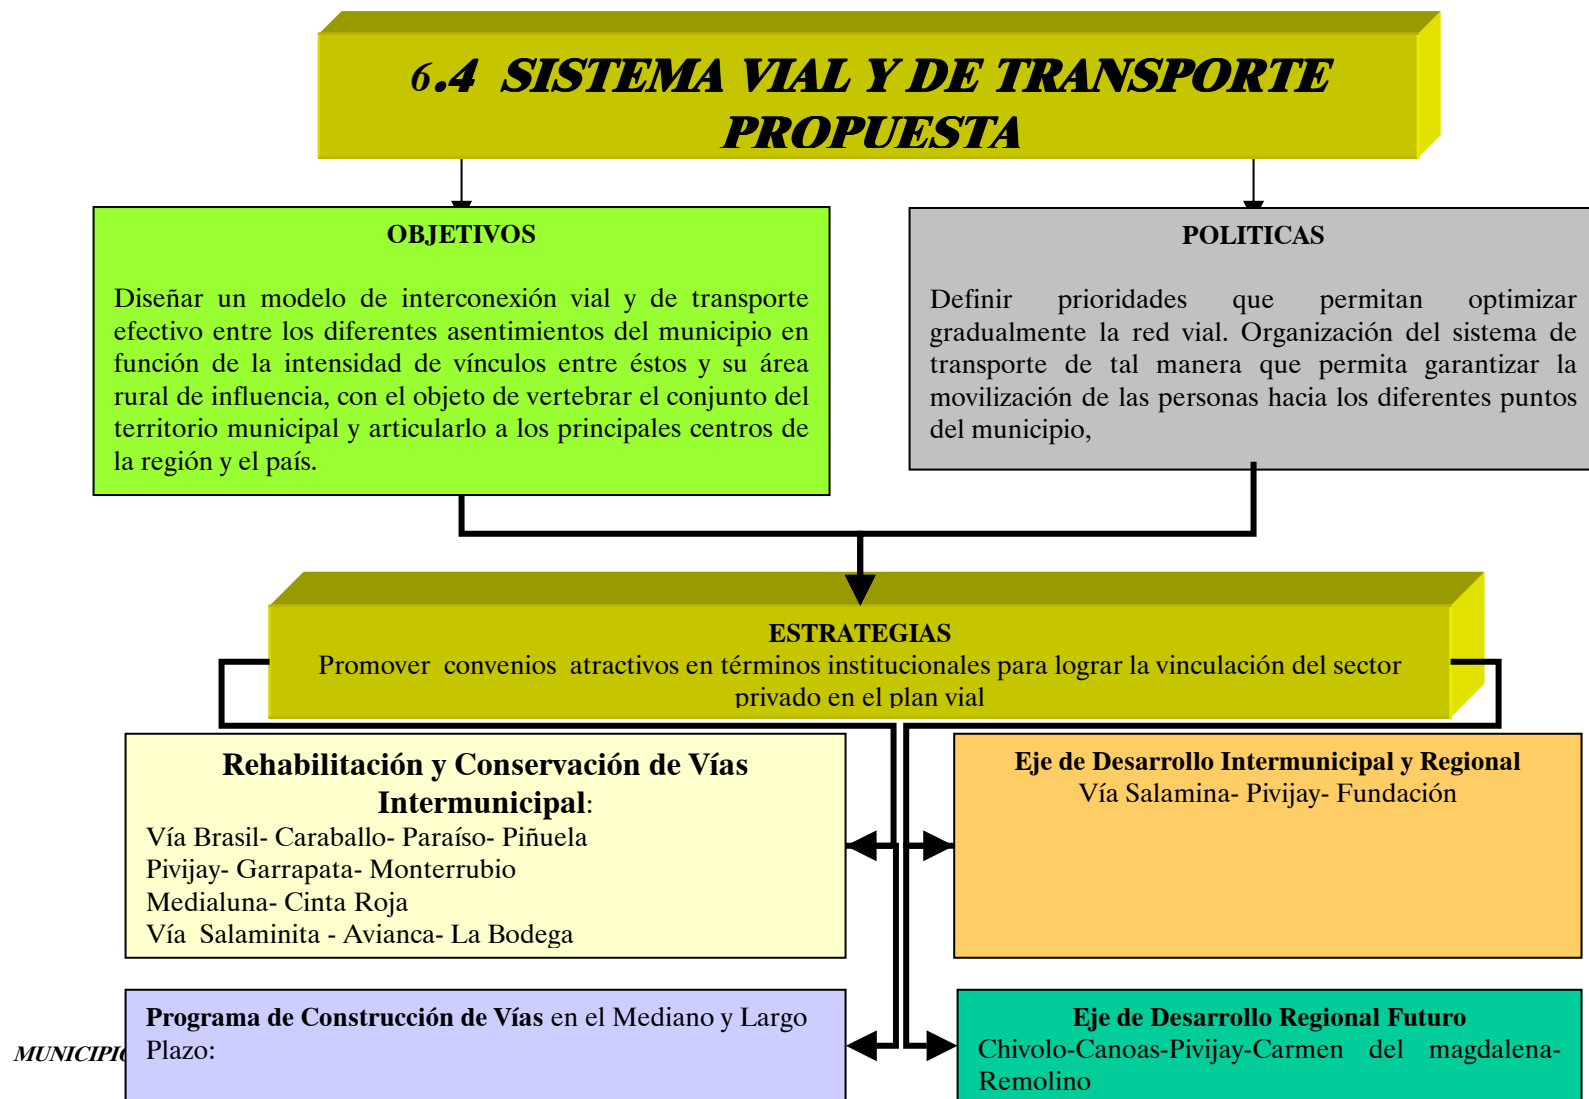 6.4 SISTEMA VIAL Y DE TRANSPORTE
PROPUESTA
OBJETIVOS
Diseñar un modelo de interconexión vial y de transporte
efectivo entre los diferentes asentimientos del municipio en
función de la intensidad de vínculos entre éstos y su área
rural de influencia, con el objeto de vertebrar el conjunto del
territorio municipal y articularlo a los principales centros de
la región y el país.
POLITICAS
Definir prioridades que permitan optimizar
gradualmente la red vial. Organización del sistema de
transporte de tal manera que permita garantizar la
movilización de las personas hacia los diferentes puntos
del municipio,
ESTRATEGIAS
Promover convenios atractivos en términos institucionales para lograr la vinculación del sector
privado en el plan vial
Rehabilitación y Conservación de Vías
Intermunicipal:
Vía Brasil- Caraballo- Paraíso- Piñuela
Pivijay- Garrapata- Monterrubio
Medialuna- Cinta Roja
Vía Salaminita - Avianca- La Bodega
Eje de Desarrollo Intermunicipal y Regional
Vía Salamina- Pivijay- Fundación
Programa de Construcción de Vías en el Mediano y Largo
Plazo:
Eje de Desarrollo Regional Futuro
Chivolo-Canoas-Pivijay-Carmen del magdalena-
Remolino